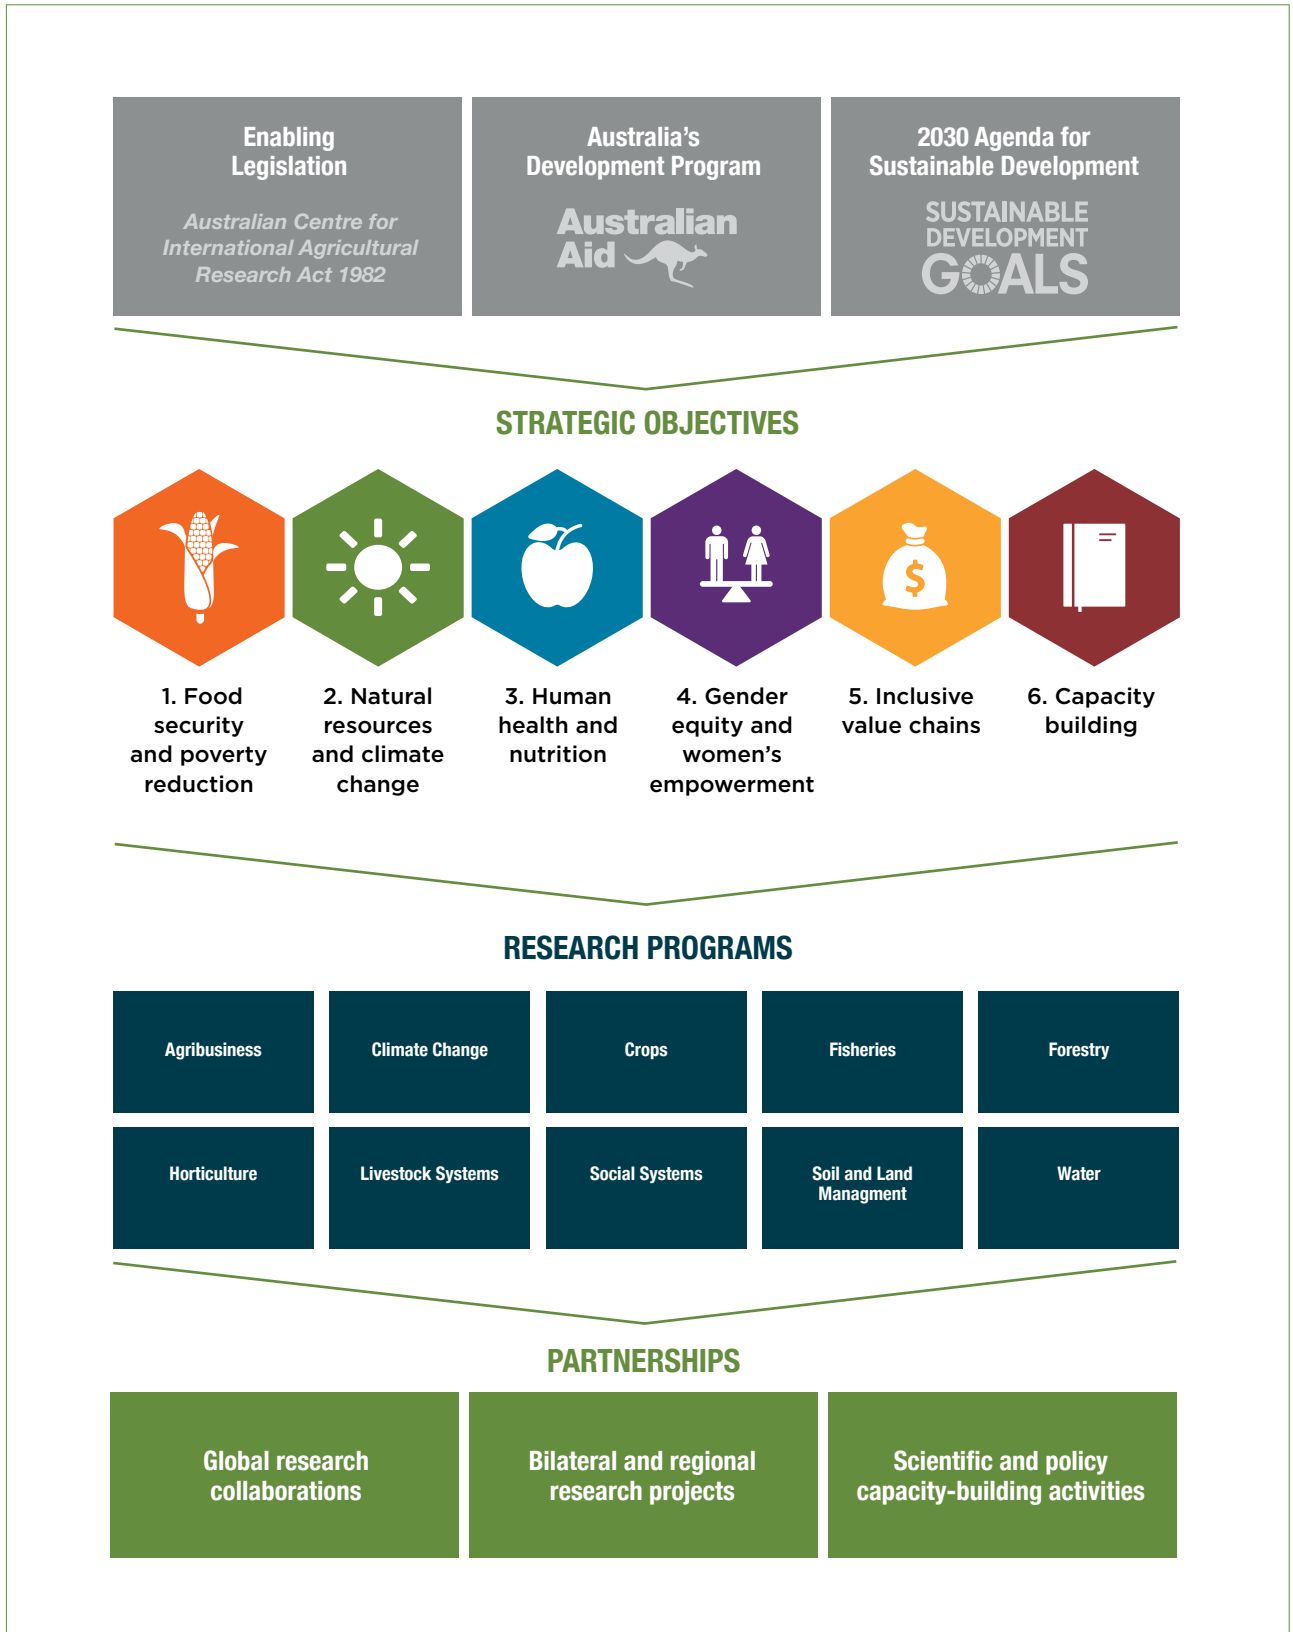 Enabling
Legislation
Australian Centre for
International Agricultural
Research Act 1982
Australia's
Development Program
Australian
Aid
2030 Agenda for
Sustainable Development
SUSTAINABLE
DEVELOPMENT
GOALS
STRATEGIC OBJECTIVES
$
1. Food
security
and poverty
reduction
2. Natural
resources
and climate
change
3. Human
health and
nutrition
4. Gender
equity and
women's
empowerment
5. Inclusive
value chains
6. Capacity
building
RESEARCH PROGRAMS
Agribusiness
Climate Change
Crops
Fisheries
Forestry
Horticulture
Livestock Systems
Social Systems
Soil and Land
Managment
Water
PARTNERSHIPS
Global research
collaborations
Bilateral and regional
research projects
Scientific and policy
capacity-building activities